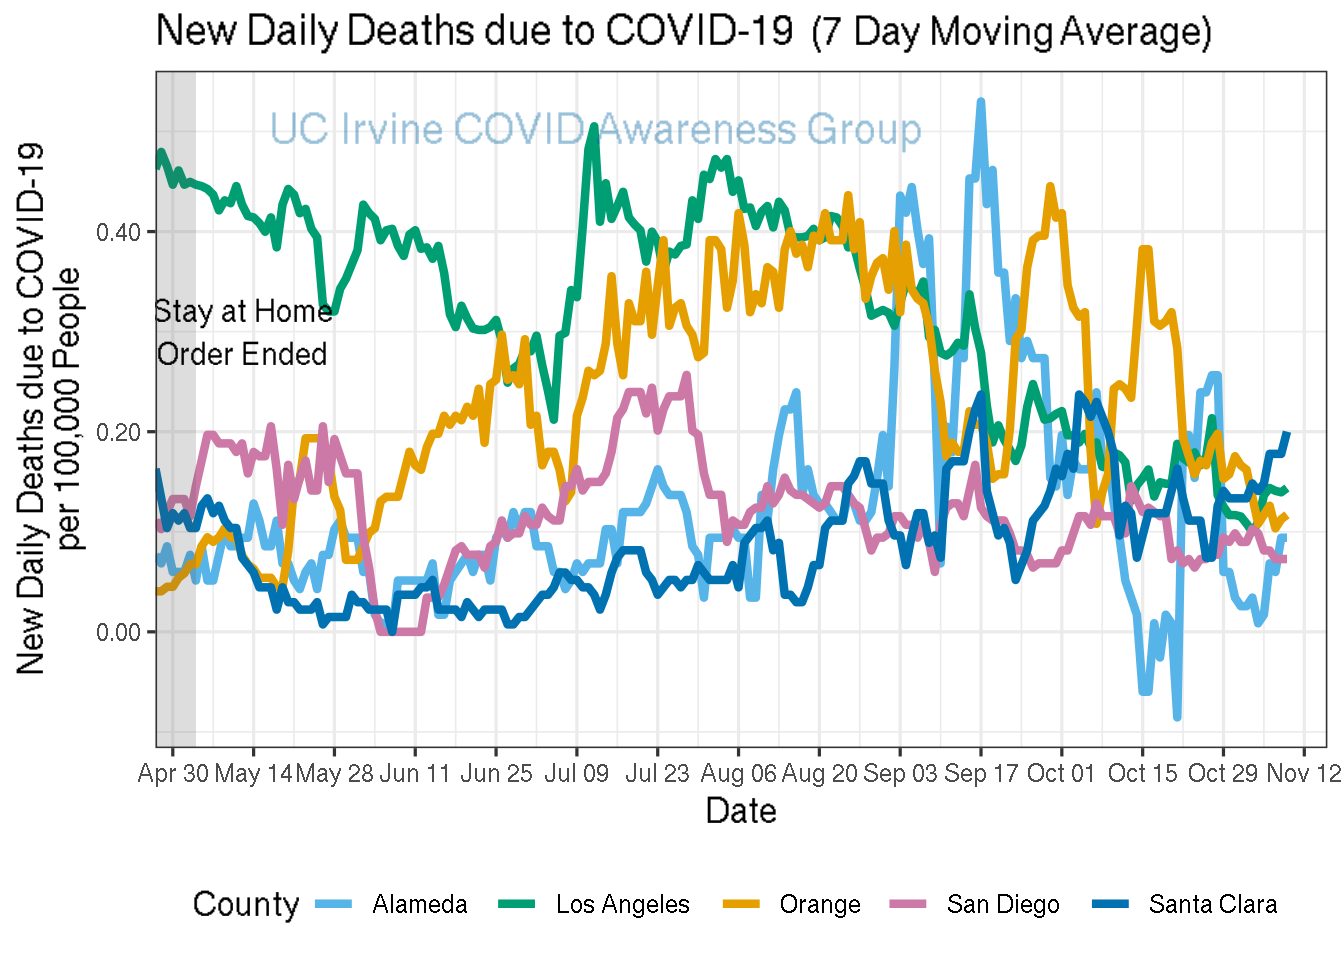 New Daily Deaths due to COVID-19 (7 Day Moving Average)
UC Irvine COVID Awareness Group
New Daily Deaths due to COVID-19
per 100,000 People
0.40
0.20
0.00
Stay at Home
Order Ended
Apr 30 May 14 May 28 Jun 11 Jun 25 Jul 09 Jul 23 Aug 06 Aug 20 Sep 03 Sep 17 Oct 01 Oct 15 Oct 29 Nov 12
Date
County Alameda Los Angeles Orange San Diego Santa Clara